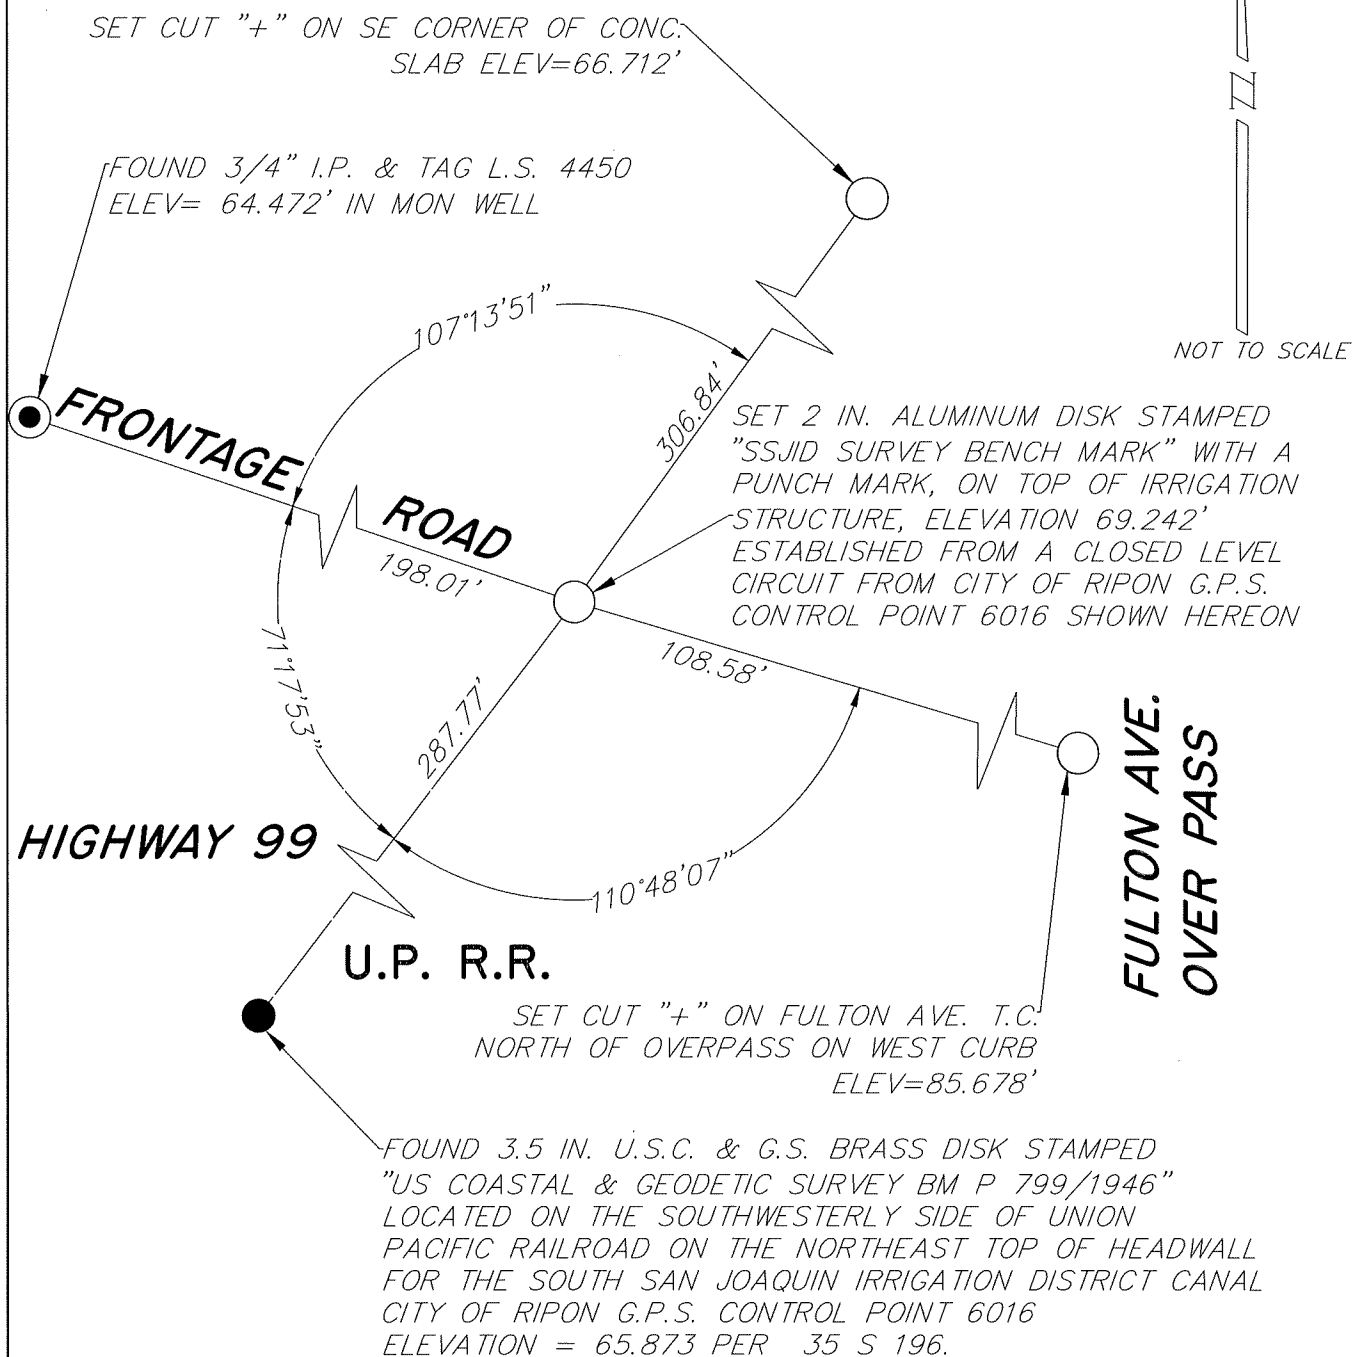 SET CUT "+" ON SE CORNER OF CONC.
SLAB ELEV=66.712'
N
FOUND 3/4" I.P. & TAG L.S. 4450
ELEV= 64.472' IN MON WELL
107°13'51"
NOT TO SCALE
306.84'
FRONTAGE
ROAD
198.01'
SET 2 IN. ALUMINUM DISK STAMPED
"SSJID SURVEY BENCH MARK" WITH A
PUNCH MARK, ON TOP OF IRRIGATION
STRUCTURE, ELEVATION 69.242'
ESTABLISHED FROM A CLOSED LEVEL
CIRCUIT FROM CITY OF RIPON G.P.S.
CONTROL POINT 6016 SHOWN HEREON
108.58'
71°17'53"
287.77'
HIGHWAY 99
110°48'07"
FULTON AVE.
OVER PASS
U.P. R.R.
SET CUT "+" ON FULTON AVE. T.C.
NORTH OF OVERPASS ON WEST CURB
ELEV=85.678'
FOUND 3.5 IN. U.S.C. & G.S. BRASS DISK STAMPED
"US COASTAL & GEODETIC SURVEY BM P 799/1946"
LOCATED ON THE SOUTHWESTERLY SIDE OF UNION
PACIFIC RAILROAD ON THE NORTHEAST TOP OF HEADWALL
FOR THE SOUTH SAN JOAQUIN IRRIGATION DISTRICT CANAL
CITY OF RIPON G.P.S. CONTROL POINT 6016
ELEVATION = 65.873 PER 35 S 196.